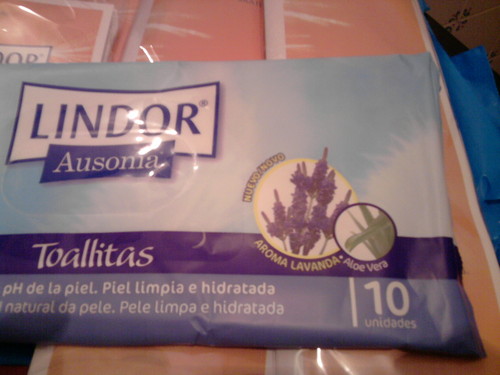 LINDOR
LINDOR®
Ausonia
NUEVO-NOVO
AROMA LAVANDA • Aloe Vera
Toallitas
pH de la piel. Piel limpia e hidratada
natural da pele. Pele limpa e hidratada
10
unidades